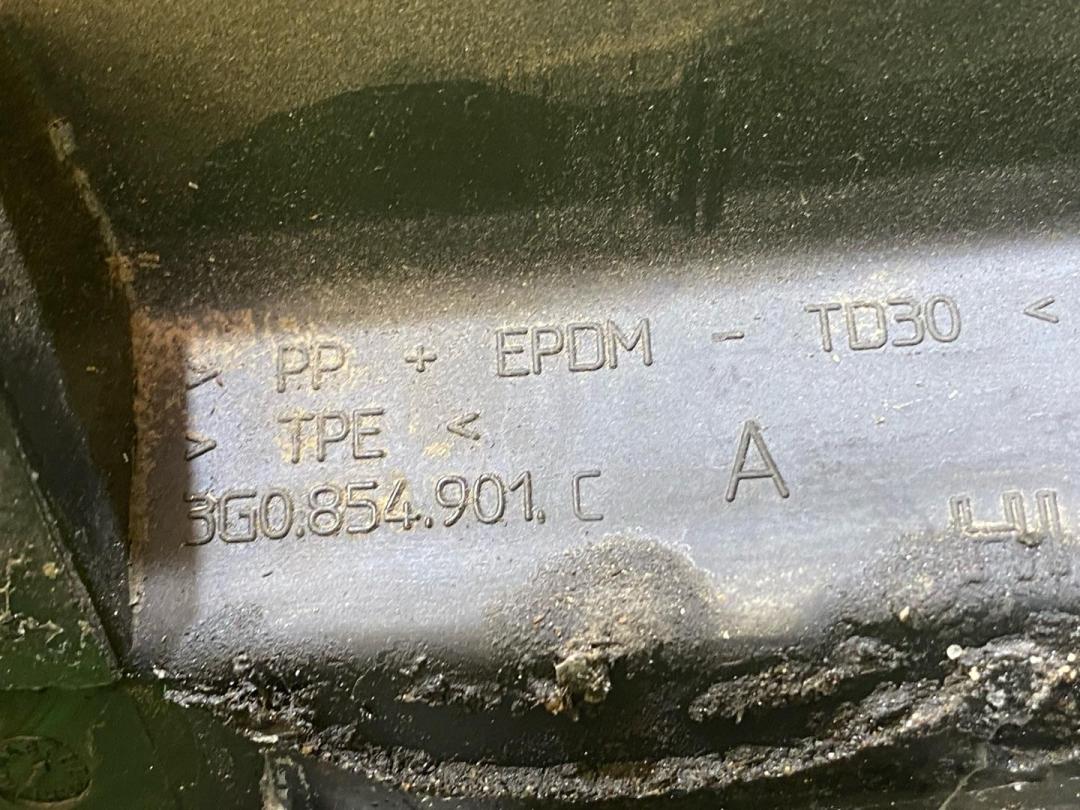 > PP + EPDM - TD30 <
> TPE <
3G0.854.901. C
A